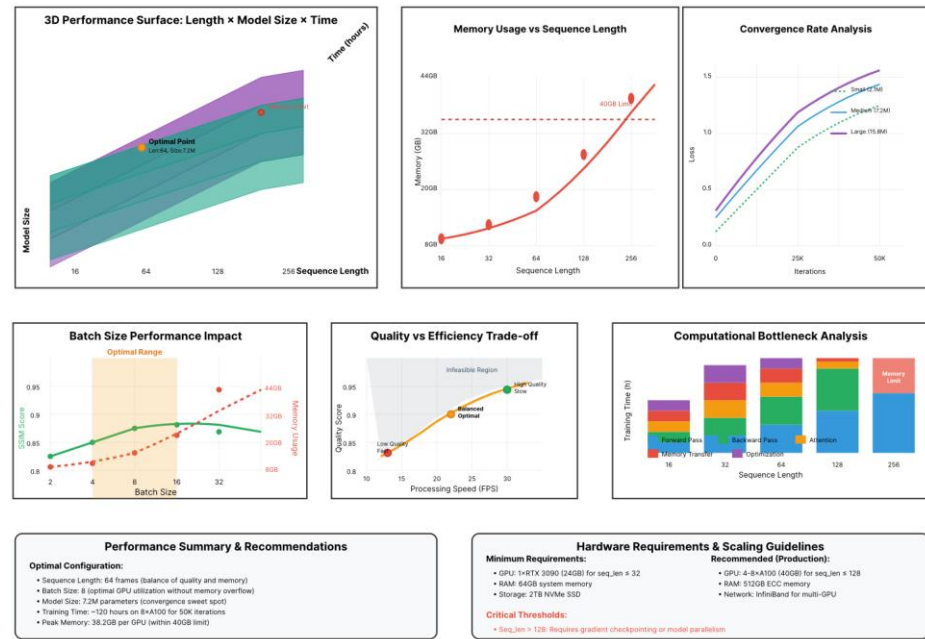 3D Performance Surface: Length × Model Size × Time
Time (hours)
Optimal Point
Len:64, Size:7.2M
Model Size
16
64
128
256
Sequence Length
Memory Usage vs Sequence Length
44GB
40GB Limit
32GB
20GB
8GB
Memory (GB)
16
32
64
128
256
Sequence Length
Convergence Rate Analysis
1.5
1.0
0.5
0.0
Loss
Small (2.1M)
Medium (7.2M)
Large (15.8M)
0
25K
50K
Iterations
Batch Size Performance Impact
Optimal Range
0.95
0.9
0.85
0.8
SSIM Score
44GB
32GB
20GB
8GB
Memory Usage
2
4
8
16
32
Batch Size
Quality vs Efficiency Trade-off
Infeasible Region
0.95
0.9
0.85
0.8
Quality Score
High Quality
Slow
Balanced
Optimal
Low Quality
Fast
10
15
20
25
30
Processing Speed (FPS)
Computational Bottleneck Analysis
Training Time (h)
Memory
Limit
Forward Pass
Backward Pass
Attention
Memory Transfer
Optimization
16
32
64
128
256
Sequence Length
Performance Summary & Recommendations
Optimal Configuration:
• Sequence Length: 64 frames (balance of quality and memory)
• Batch Size: 8 (optimal GPU utilization without memory overflow)
• Model Size: 7.2M parameters (convergence sweet spot)
• Training Time: ~120 hours on 8×A100 for 50K iterations
• Peak Memory: 38.2GB per GPU (within 40GB limit)
Hardware Requirements & Scaling Guidelines
Minimum Requirements:
• GPU: 1×RTX 3090 (24GB) for seq_len ≤ 32
• RAM: 64GB system memory
• Storage: 2TB NVMe SSD
Recommended (Production):
• GPU: 4-8×A100 (40GB) for seq_len ≤ 128
• RAM: 512GB ECC memory
• Network: InfiniBand for multi-GPU
Critical Thresholds:
• Seq_len > 128: Requires gradient checkpointing or model parallelism